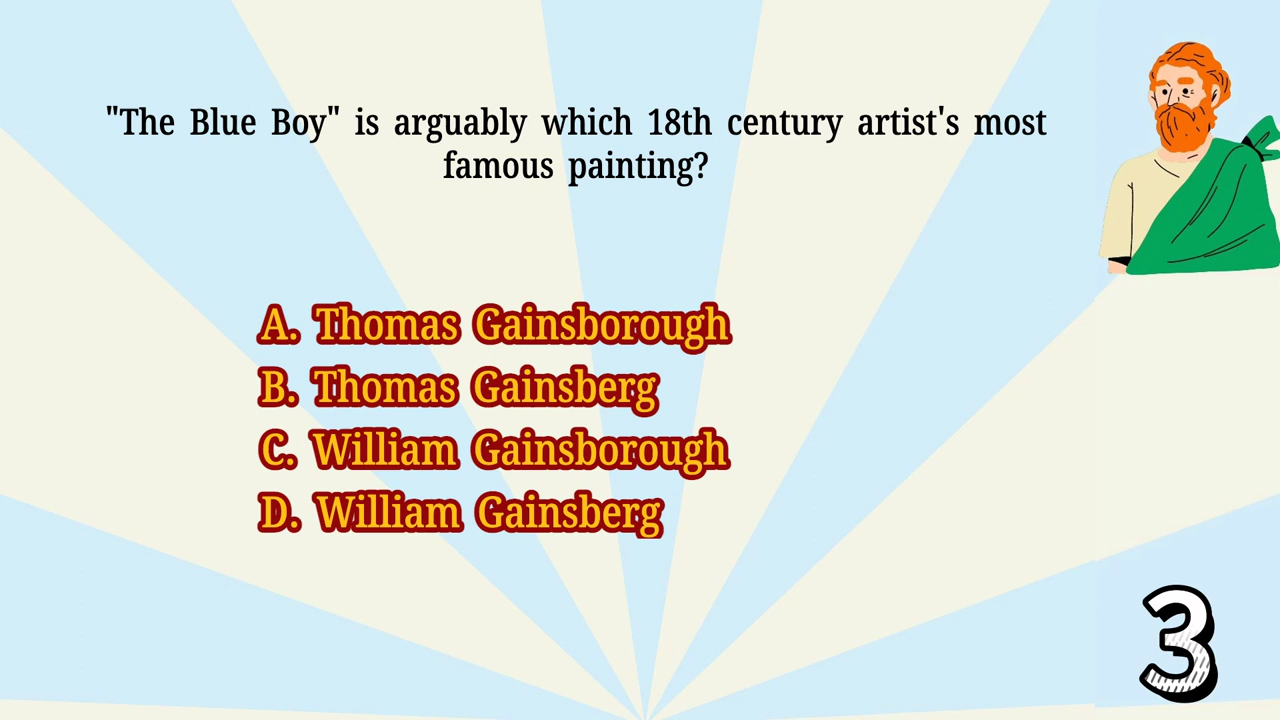 "The Blue Boy" is arguably which 18th century artist's most
famous painting?
A. Thomas Gainsborough
B. Thomas Gainsberg
C. William Gainsborough
D. William Gainsberg
3